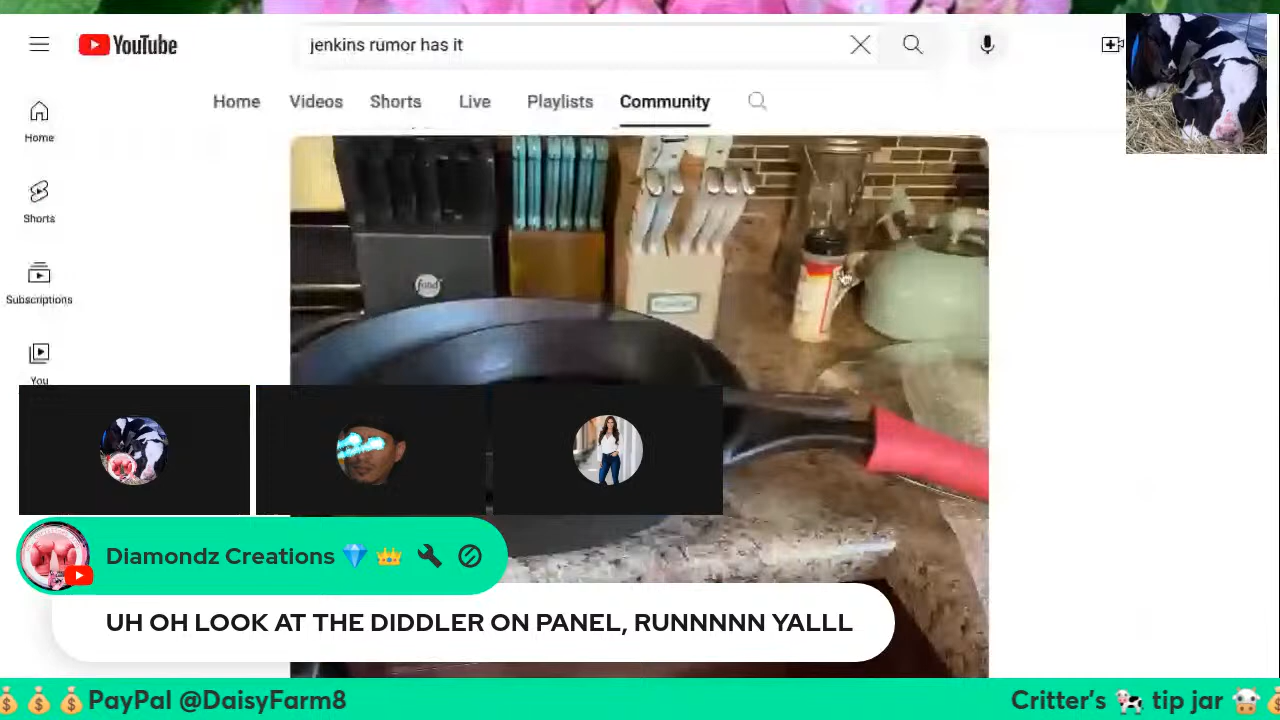 YouTube
jenkins rumor has it
Home Videos Shorts Live Playlists Community
Home
Shorts
Subscriptions
You
fond
Diamondz Creations 💎 👑
UH OH LOOK AT THE DIDDLER ON PANEL, RUNNNNN YALLL
💰 💰 💰 PayPal @DaisyFarm8
Critter's 🐄 tip jar 🐮 💰